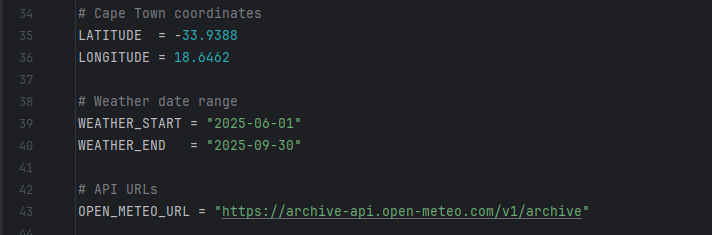 34 # Cape Town coordinates
35 LATITUDE  = -33.9388
36 LONGITUDE = 18.6462
37
38 # Weather date range
39 WEATHER_START = "2025-06-01"
40 WEATHER_END   = "2025-09-30"
41
42 # API URLs
43 OPEN_METEO_URL = "https://archive-api.open-meteo.com/v1/archive"
44